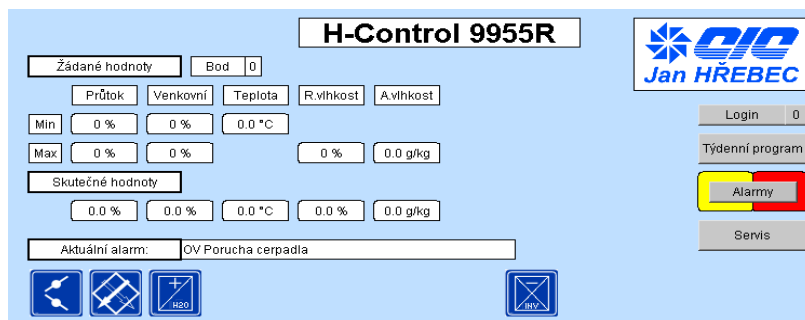 H-Control 9955R
CIC
Jan HŘEBEC
Žádané hodnoty Bod 0
Průtok Venkovní Teplota R.vlhkost A.vlhkost
Login 0
Min 0 % 0 % 0.0 °C
Max 0 % 0 % 0 % 0.0 g/kg
Týdenní program
Skutečné hodnoty
Alarmy
0.0 % 0.0 % 0.0 °C 0.0 % 0.0 g/kg
Servis
Aktuální alarm: OV Porucha cerpadla
+
H2O
INV